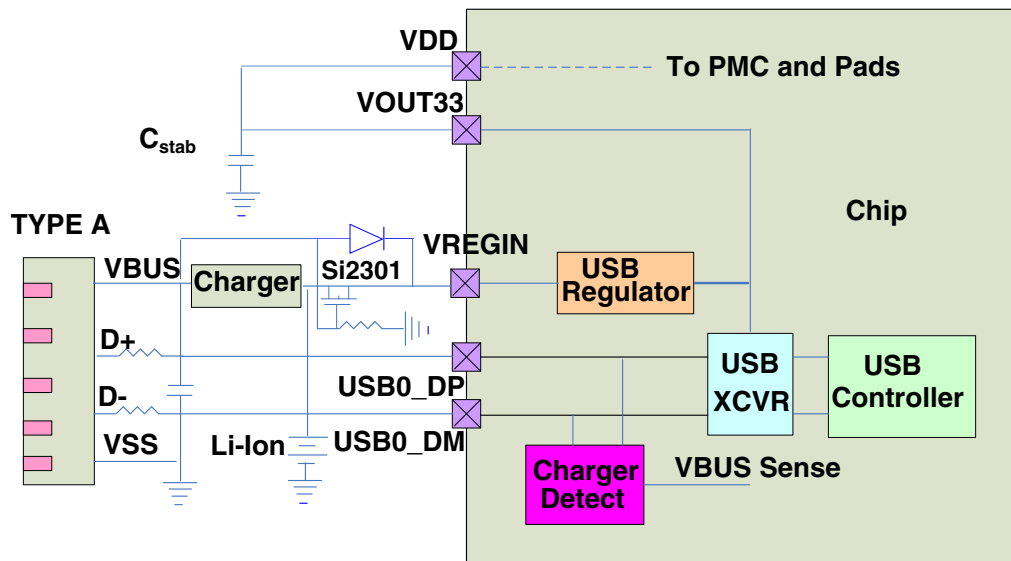 VDD
To PMC and Pads
VOUT33
C_stab
Chip
TYPE A
VREGIN
VBUS
Charger
Si2301
USB
Regulator
D+
USB
XCVR
USB
Controller
USB0_DP
D-
VSS
Li-Ion
USB0_DM
Charger
Detect
VBUS Sense